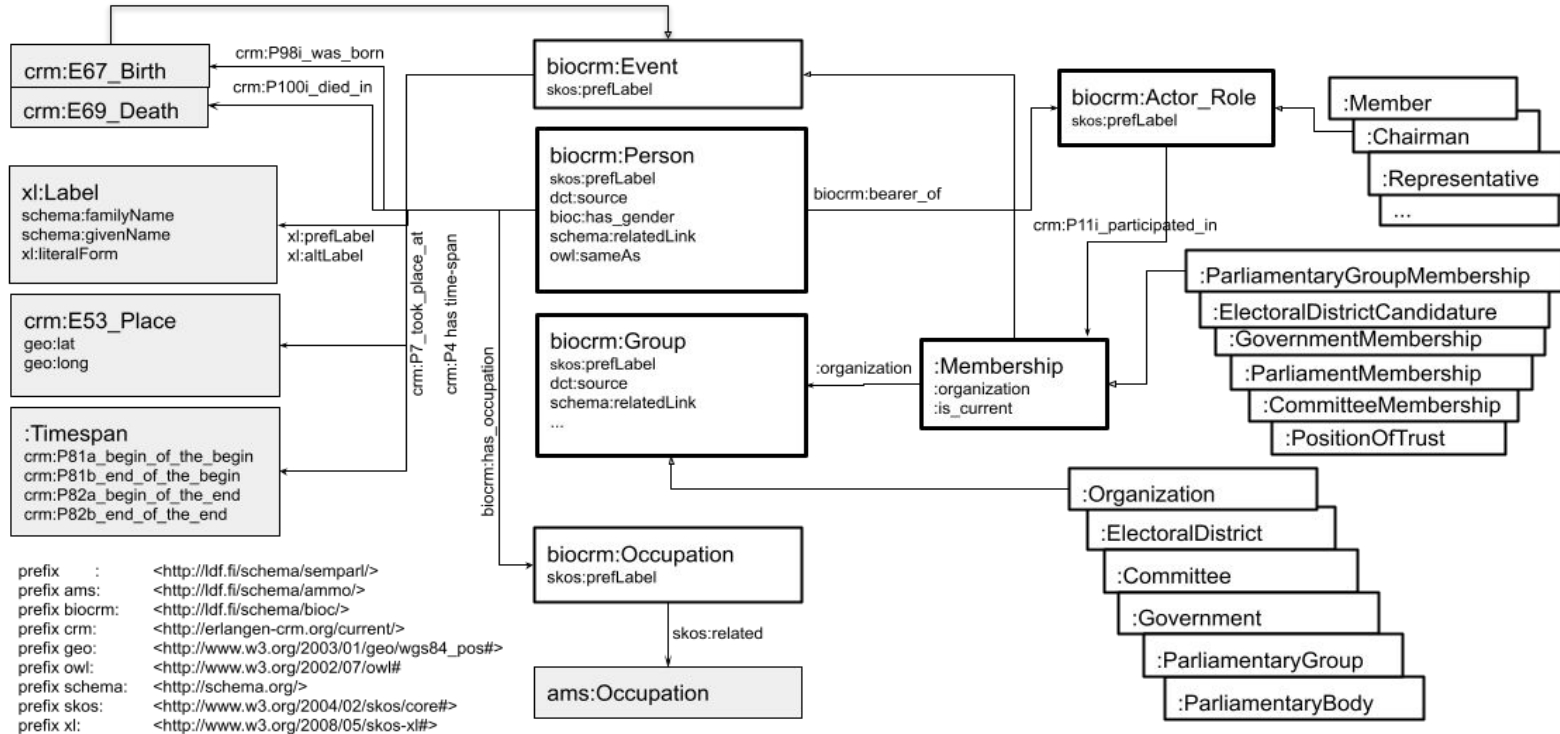 crm:E67_Birth
crm:E69_Death
crm:P98i_was_born
crm:P100i_died_in
xl:Label
schema:familyName
schema:givenName
xl:literalForm
xl:prefLabel
xl:altLabel
crm:E53_Place
geo:lat
geo:long
:Timespan
crm:P81a_begin_of_the_begin
crm:P81b_end_of_the_begin
crm:P82a_begin_of_the_end
crm:P82b_end_of_the_end
crm:P7_took_place_at
crm:P4 has time-span
biocrm:has_occupation
biocrm:Event
skos:prefLabel
biocrm:Person
skos:prefLabel
dct:source
bioc:has_gender
schema:relatedLink
owl:sameAs
biocrm:bearer_of
biocrm:Group
skos:prefLabel
dct:source
schema:relatedLink
...
:organization
biocrm:Occupation
skos:prefLabel
skos:related
ams:Occupation
biocrm:Actor_Role
skos:prefLabel
crm:P11i_participated_in
:Membership
:organization
:is_current
:Member
:Chairman
:Representative
...
:ParliamentaryGroupMembership
:ElectoralDistrictCandidature
:GovernmentMembership
:ParliamentMembership
:CommitteeMembership
:PositionOfTrust
:Organization
:ElectoralDistrict
:Committee
:Government
:ParliamentaryGroup
:ParliamentaryBody
prefix : <http://ldf.fi/schema/semparl/>
prefix ams: <http://ldf.fi/schema/ammo/>
prefix biocrm: <http://ldf.fi/schema/bioc/>
prefix crm: <http://erlangen-crm.org/current/>
prefix geo: <http://www.w3.org/2003/01/geo/wgs84_pos#>
prefix owl: <http://www.w3.org/2002/07/owl#
prefix schema: <http://schema.org/>
prefix skos: <http://www.w3.org/2004/02/skos/core#>
prefix xl: <http://www.w3.org/2008/05/skos-xl#>